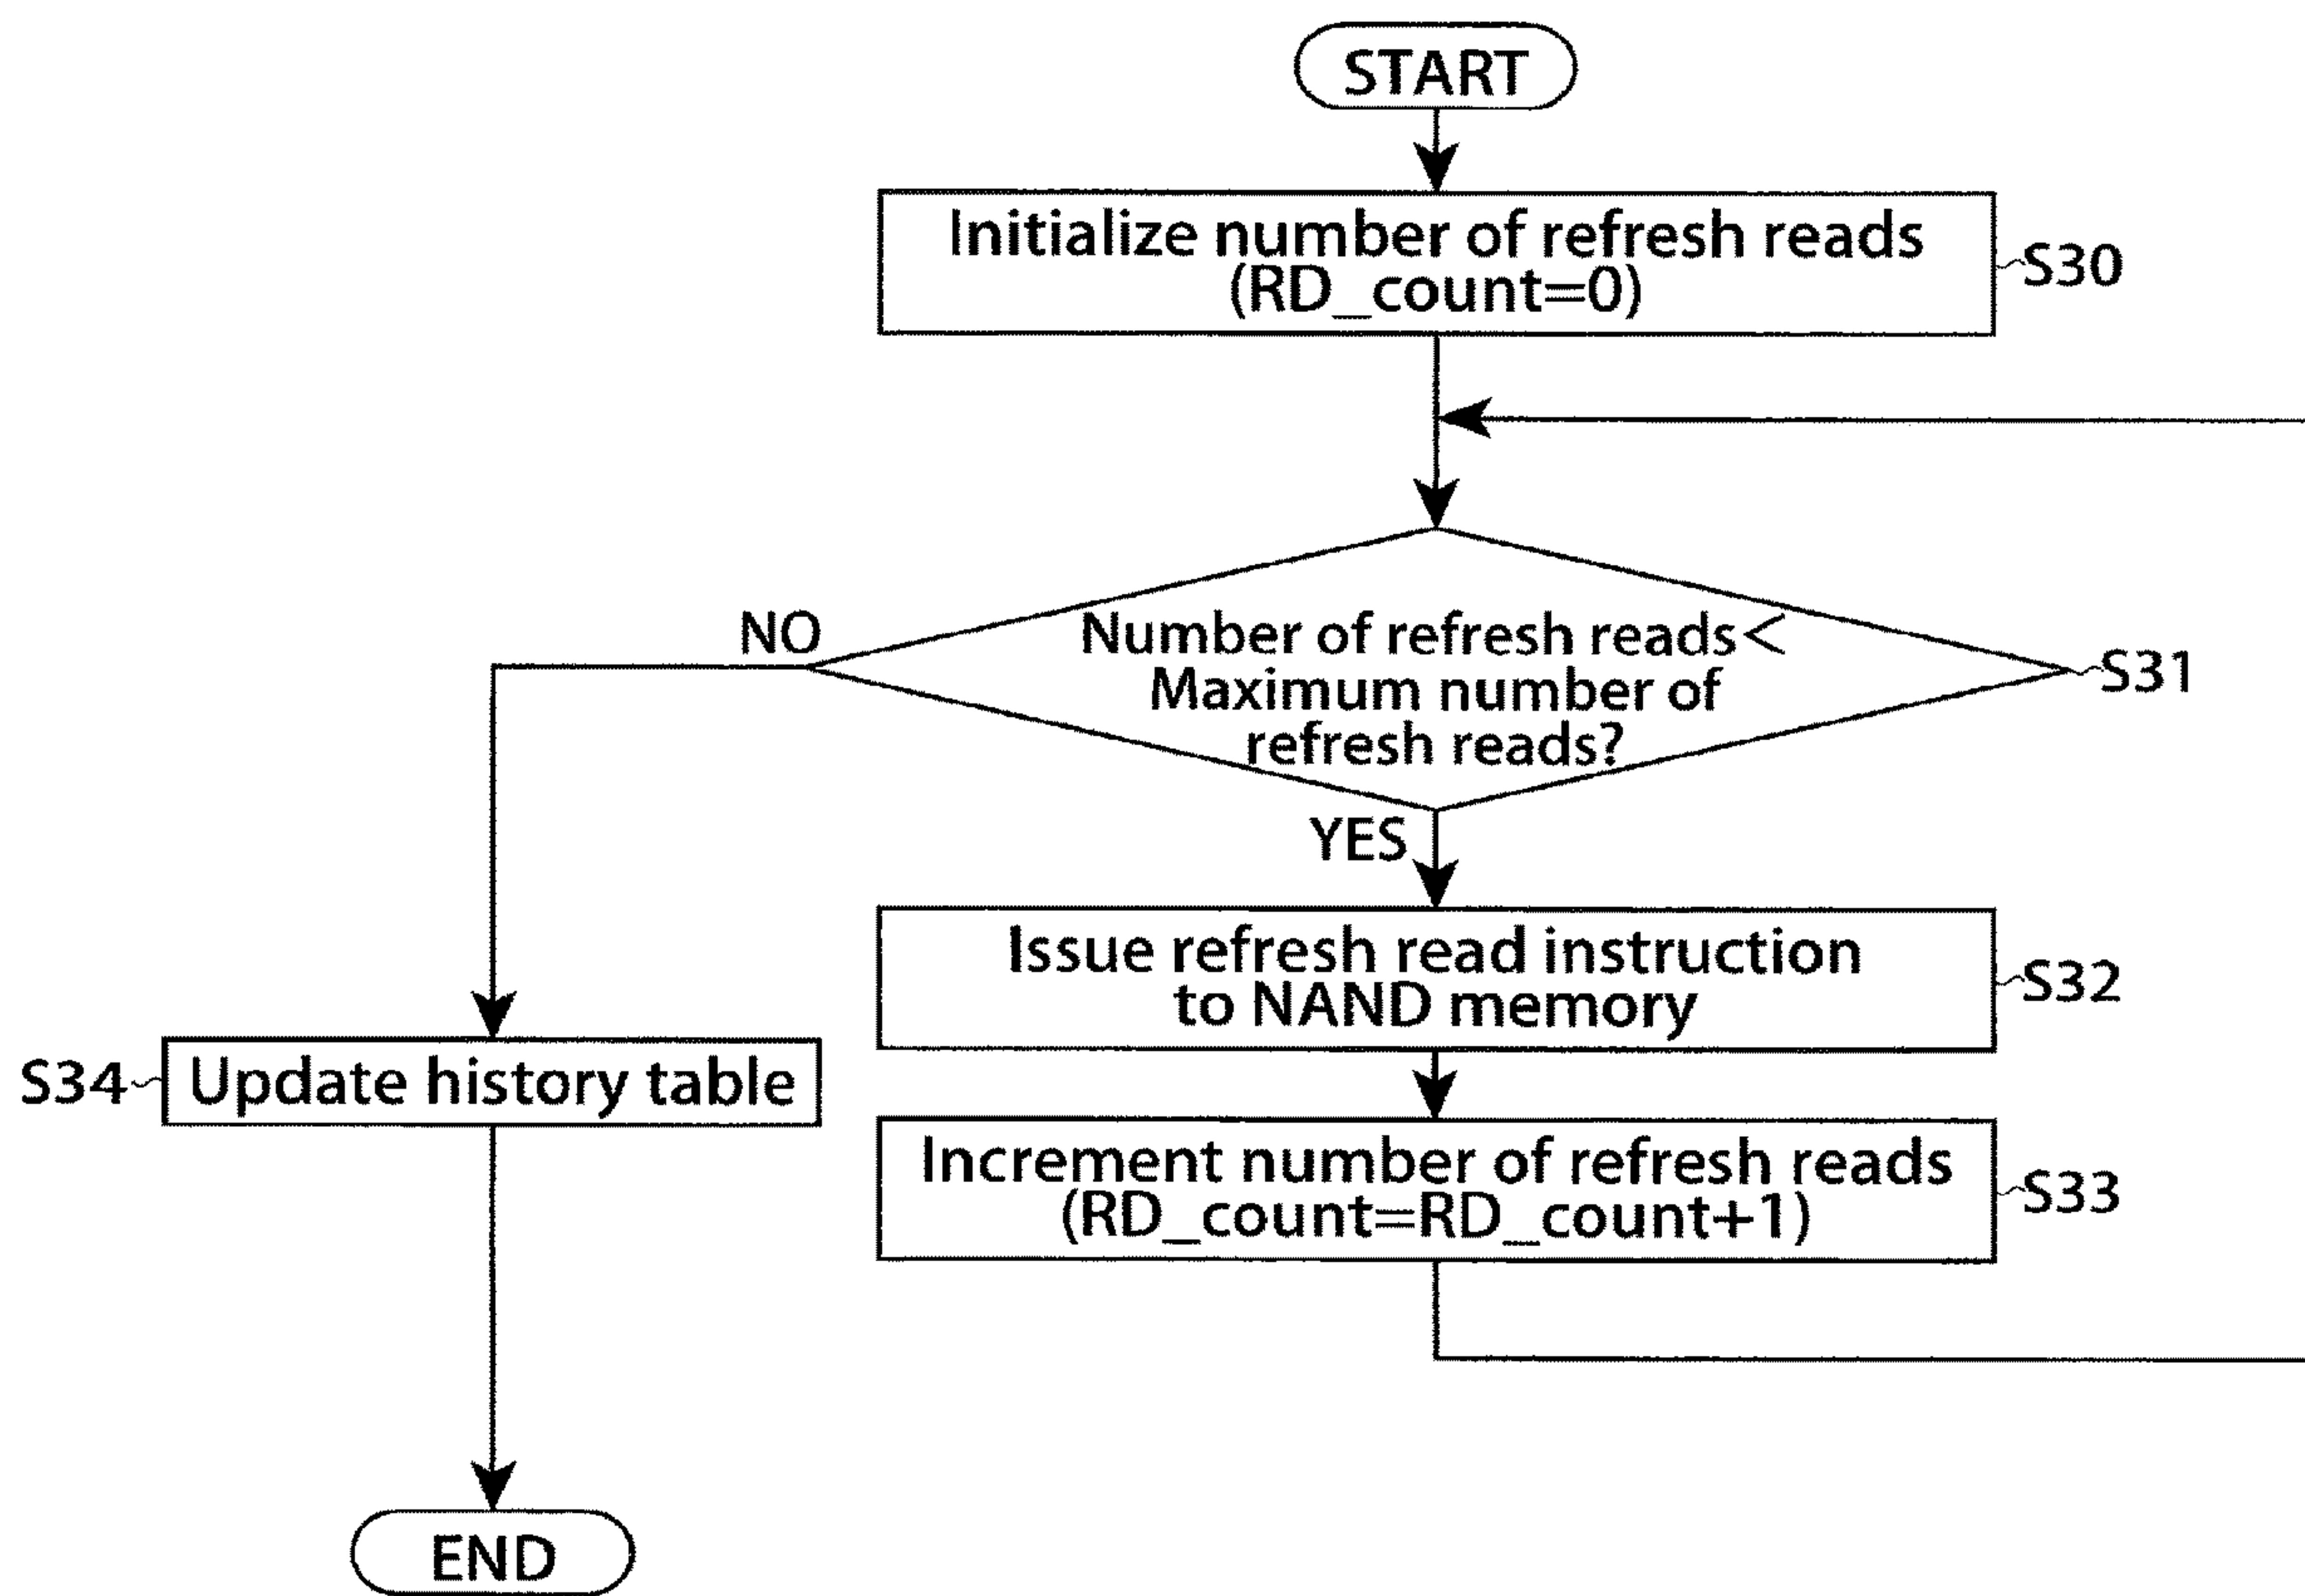 START
Initialize number of refresh reads
(RD_count=0)
S30
NO
Number of refresh reads<
Maximum number of
refresh reads?
S31
YES
Issue refresh read instruction
to NAND memory
S32
S34
Update history table
Increment number of refresh reads
(RD_count=RD_count+1)
S33
END